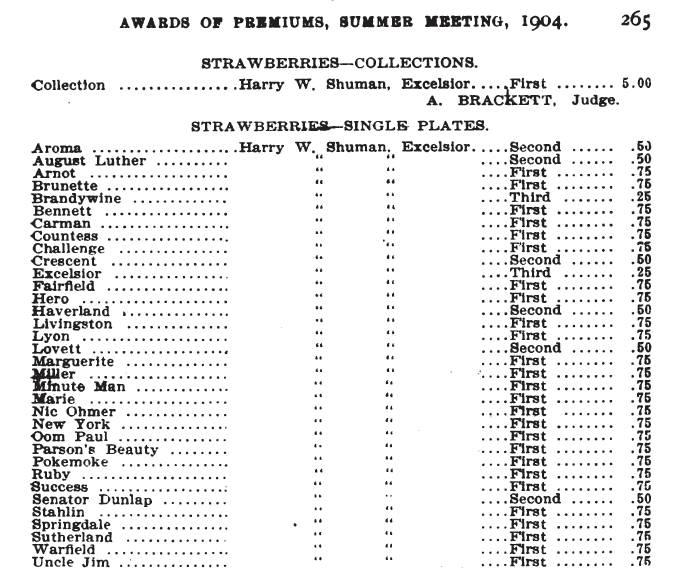 AWARDS OF PREMIUMS, SUMMER MEETING, 1904. 265
STRAWBERRIES—COLLECTIONS.
Collection ................Harry W. Shuman, Excelsior.....First ........ 5.00
A. BRACKETT, Judge.
STRAWBERRIES—SINGLE PLATES.
Aroma ..................Harry W. Shuman, Excelsior.....Second ...... .50
August Luther ........... “ “ ....Second ...... .50
Arnot .................... “ “ ....First ........ .75
Brunette ................. “ “ ....First ........ .75
Brandywine .............. “ “ ....Third ....... .25
Bennett .................. “ “ ....First ........ .75
Carman .................. “ “ ....First ........ .75
Countess ................. “ “ ....First ........ .75
Challenge ................ “ “ ....First ........ .75
Crescent ................. “ “ ....Second ...... .50
Excelsior ................ “ “ ....Third ....... .25
Fairfield ................. “ “ ....First ........ .75
Hero ..................... “ “ ....First ........ .75
Haverland ............... “ “ ....Second ...... .50
Livingston ............... “ “ ....First ........ .75
Lyon ..................... “ “ ....First ........ .75
Lovett ................... “ “ ....Second ...... .50
Marguerite ............... “ “ ....First ........ .75
Miller .................... “ “ ....First ........ .75
Minute Man ............. “ “ ....First ........ .75
Marie .................... “ “ ....First ........ .75
Nic Ohmer ............... “ “ ....First ........ .75
New York ................ “ “ ....First ........ .75
Oom Paul ................ “ “ ....First ........ .75
Parson's Beauty ......... “ “ ....First ........ .75
Pokemoke ................ “ “ ....First ........ .75
Ruby ..................... “ “ ....First ........ .75
Success .................. “ “ ....First ........ .75
Senator Dunlap .......... “ “ ....Second ...... .50
Stahlin ................... “ “ ....First ........ .75
Springdale ............... “ “ ....First ........ .75
Sutherland ............... “ “ ....First ........ .75
Warfield ................. “ “ ....First ........ .75
Uncle Jim ................ “ “ ....First ........ .75